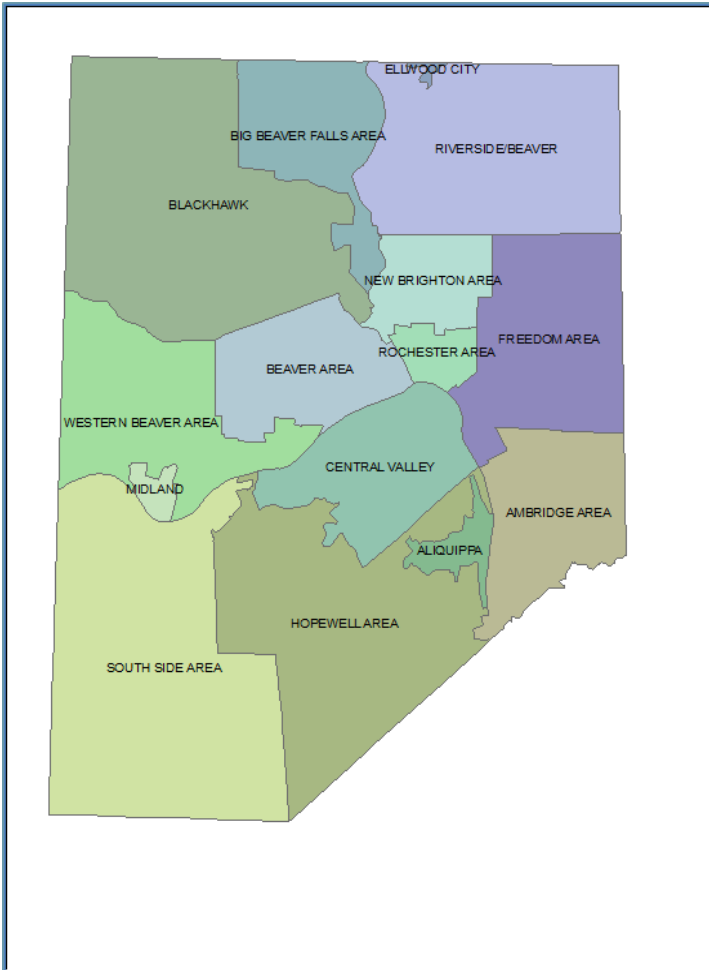 ELLWOOD CITY
BIG BEAVER FALLS AREA
RIVERSIDE/BEAVER
BLACKHAWK
NEW BRIGHTON AREA
FREEDOM AREA
ROCHESTER AREA
BEAVER AREA
WESTERN BEAVER AREA
CENTRAL VALLEY
MIDLAND
AMBRIDGE AREA
ALIQUIPPA
HOPEWELL AREA
SOUTH SIDE AREA